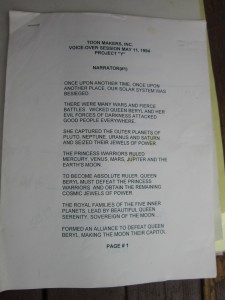 TOON MAKERS, INC.
VOICE-OVER SESSION MAY 11, 1994
PROJECT "Y"
NARRATOR(#5)
ONCE UPON ANOTHER TIME, ONCE UPON
ANOTHER PLACE, OUR SOLAR SYSTEM WAS
BESIEGED.
THERE WERE MANY WARS AND FIERCE
BATTLES. WICKED QUEEN BERYL AND HER
EVIL FORCES OF DARKNESS ATTACKED
GOOD PEOPLE EVERYWHERE.
SHE CAPTURED THE OUTER PLANETS OF
PLUTO, NEPTUNE, URANUS AND SATURN
AND SEIZED THEIR JEWELS OF POWER.
THE PRINCESS WARRIORS RULED
MERCURY, VENUS, MARS, JUPITER AND THE
EARTH'S MOON.
TO BECOME ABSOLUTE RULER, QUEEN
BERYL MUST DEFEAT THE PRINCESS
WARRIORS, AND OBTAIN THE REMAINING
COSMIC JEWELS OF POWER.
THE ROYAL FAMILIES OF THE FIVE INNER
PLANETS, LEAD BY BEAUTIFUL QUEEN
SERENITY, SOVEREIGN OF THE MOON...
FORMED AN ALLIANCE TO DEFEAT QUEEN
BERYL, MAKING THE MOON THEIR CAPITOL.
PAGE # 1